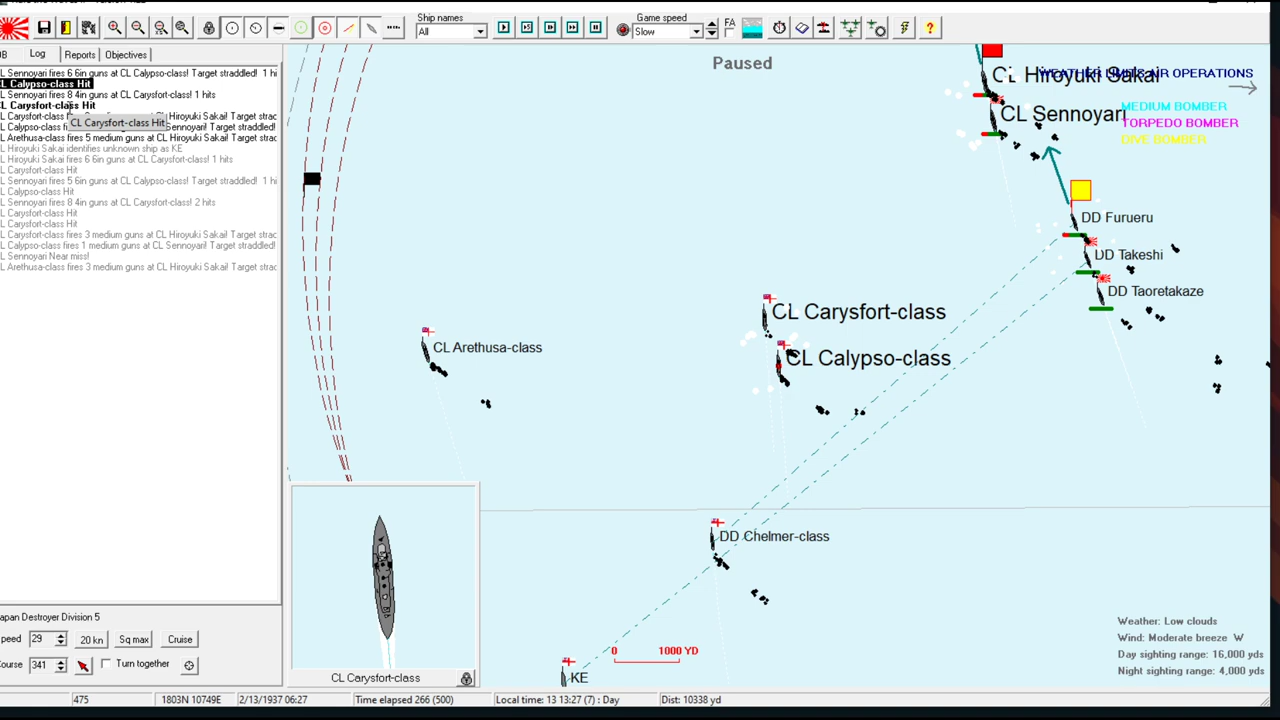 Ship names
Game speed
FA
All
Slow
Log
Reports
Objectives
L Sennoyari fires 6 6in guns at CL Calypso-class! Target straddled! 1 hi
CL Calypso-class Hit
L Sennoyari fires 8 4in guns at CL Carysfort-class! 1 hits
CL Carysfort-class Hit
CL Carysfort-class Hit
L Arethusa-class fires 5 medium guns at CL Hiroyuki Sakai! Target strac
L Hiroyuki Sakai identifies unknown ship as KE
L Hiroyuki Sakai fires 6 6in guns at CL Carysfort-class! 1 hits
L Carysfort-class Hit
L Sennoyari fires 5 6in guns at CL Calypso-class! Target straddled! 1 hi
L Calypso-class Hit
L Sennoyari fires 8 4in guns at CL Carysfort-class! 2 hits
L Carysfort-class Hit
L Carysfort-class Hit
L Carysfort-class fires 3 medium guns at CL Hiroyuki Sakai! Target strac
L Calypso-class fires 1 medium guns at CL Sennoyari! Target straddled!
L Sennoyari Near miss!
L Arethusa-class fires 3 medium guns at CL Hiroyuki Sakai! Target strac
Paused
CL Hiroyuki Sakai
WEATHER LIMITS AIR OPERATIONS
MEDIUM BOMBER
CL Sennoyari
TORPEDO BOMBER
DIVE BOMBER
DD Furueru
DD Takeshi
DD Taoretakaze
CL Carysfort-class
CL Arethusa-class
CL Calypso-class
DD Chelmer-class
0 1000 YD
KE
Weather: Low clouds
Wind: Moderate breeze W
Day sighting range: 16,000 yds
Night sighting range: 4,000 yds
CL Carysfort-class
apan Destroyer Division 5
peed 29 20 kn Sq max Cruise
ourse 341 Turn together
475 1803N 10749E 2/13/1937 06:27 Time elapsed 266 (500) Local time: 13 13:27 (7) : Day Dist: 10338 yd